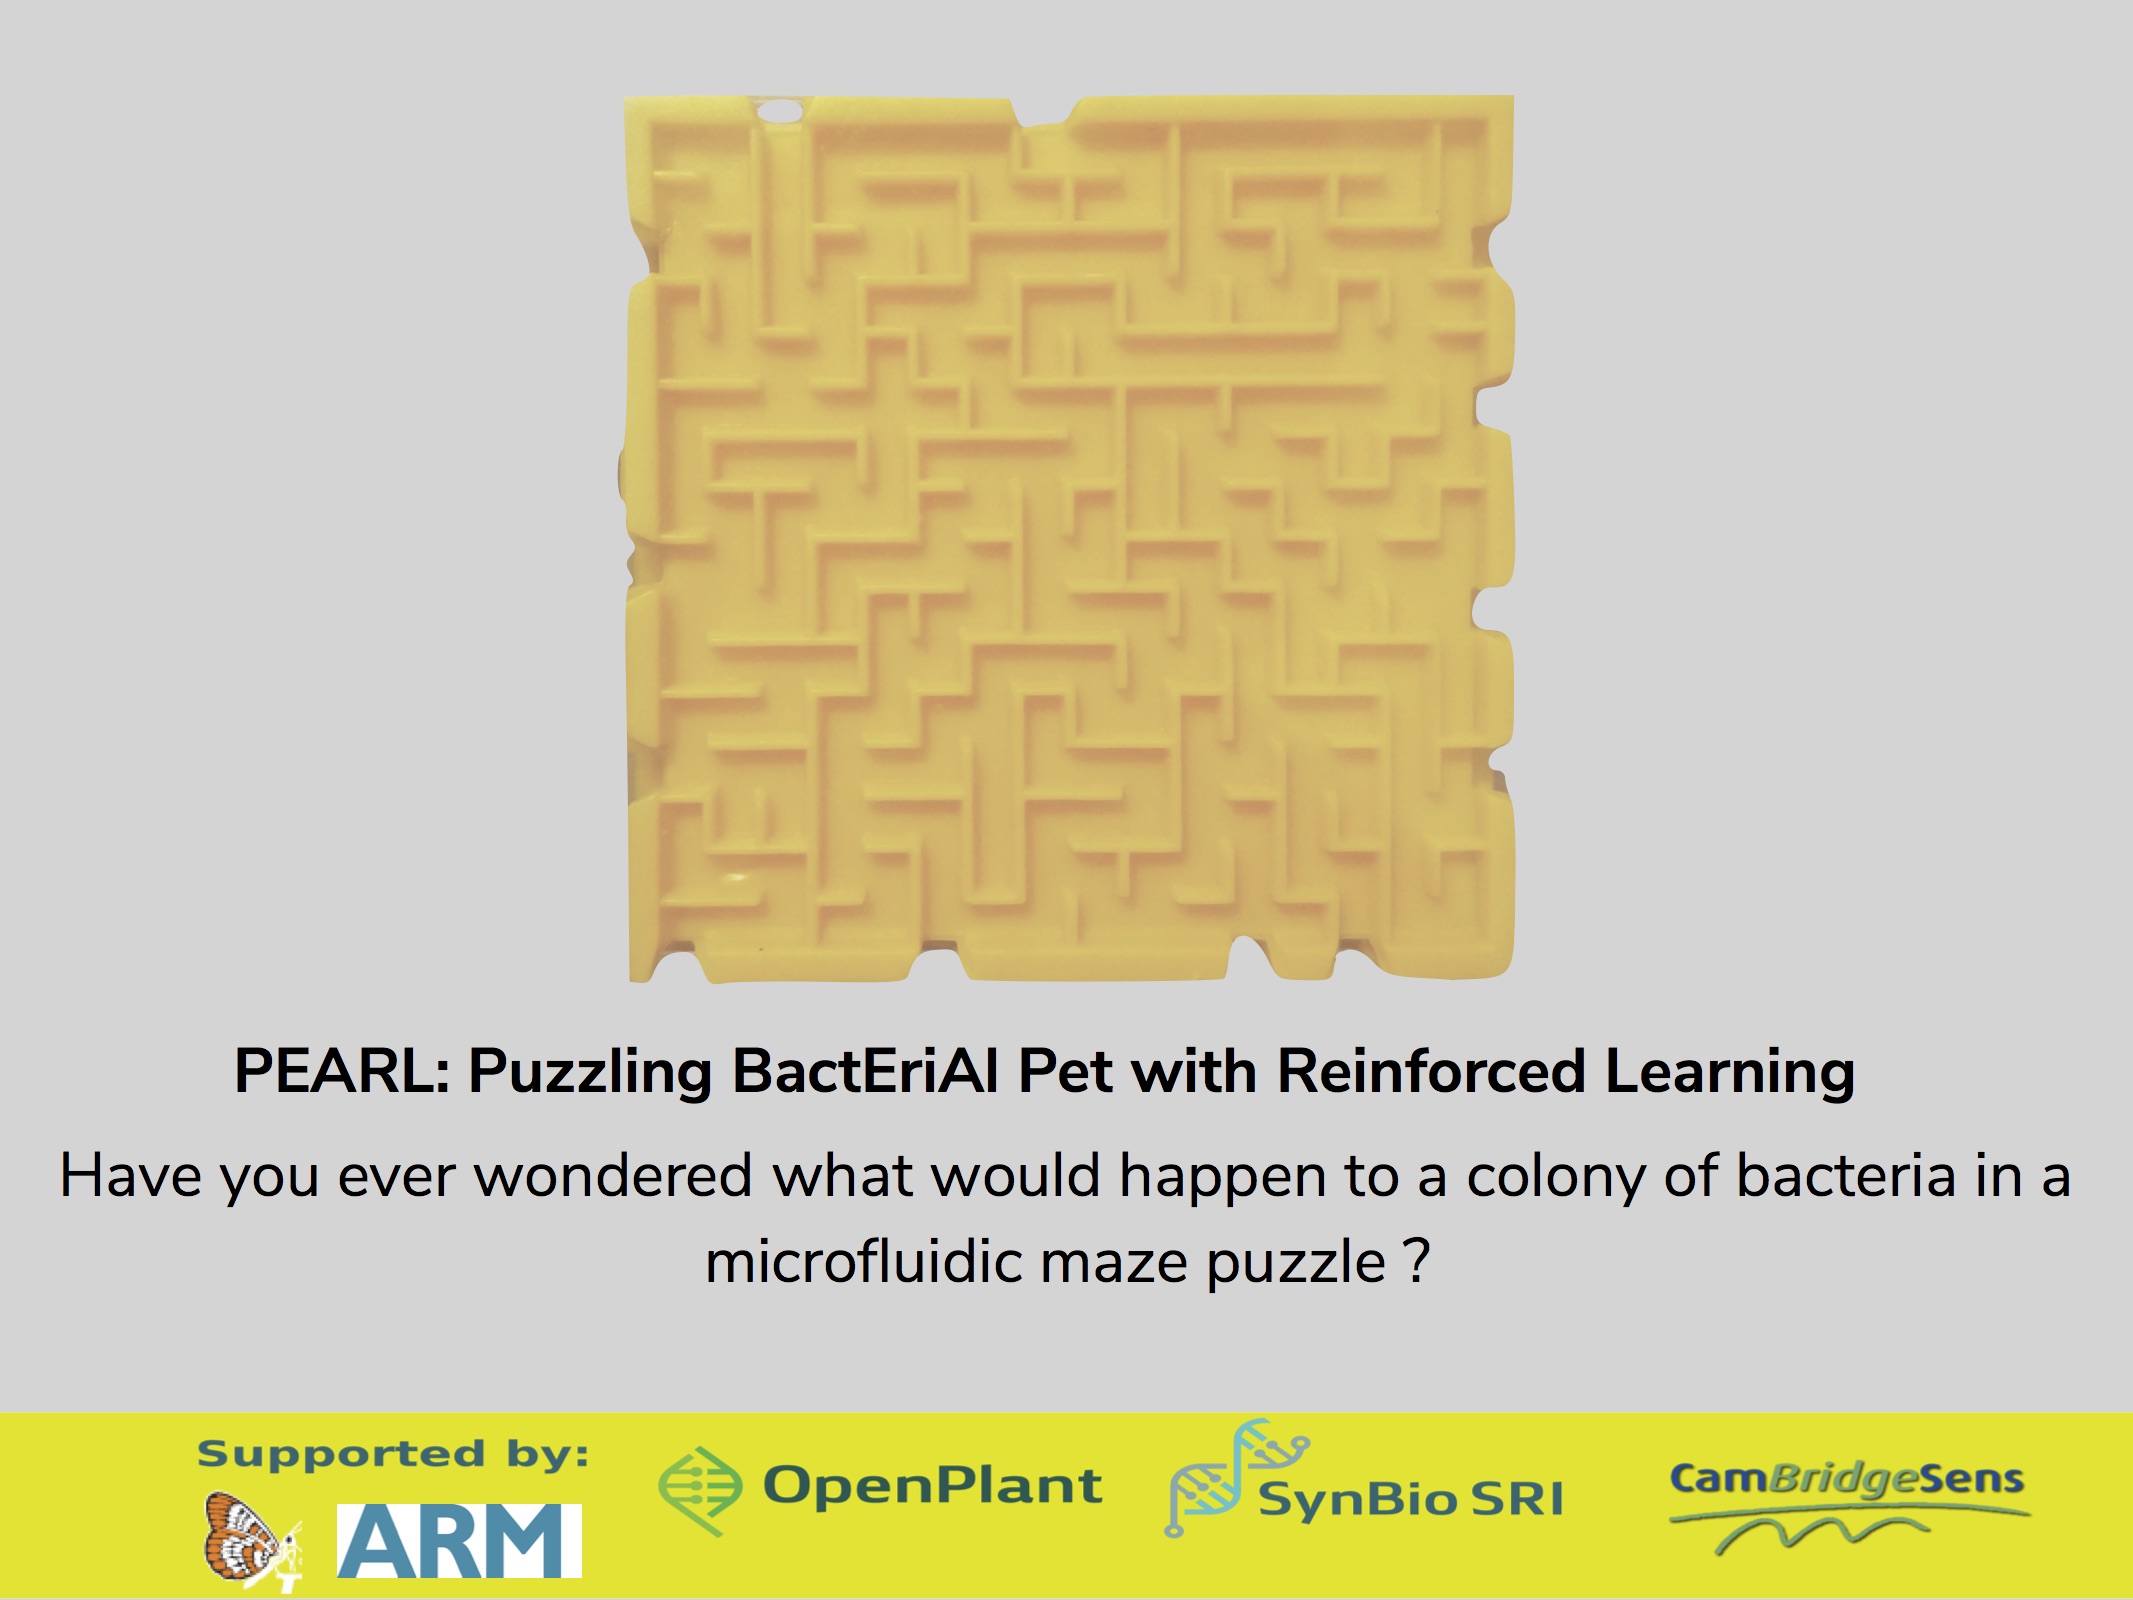 PEARL: Puzzling BactEriAl Pet with Reinforced Learning
Have you ever wondered what would happen to a colony of bacteria in a
microfluidic maze puzzle ?
Supported by:
ARM
OpenPlant
SynBio SRI
CamBridgeSens